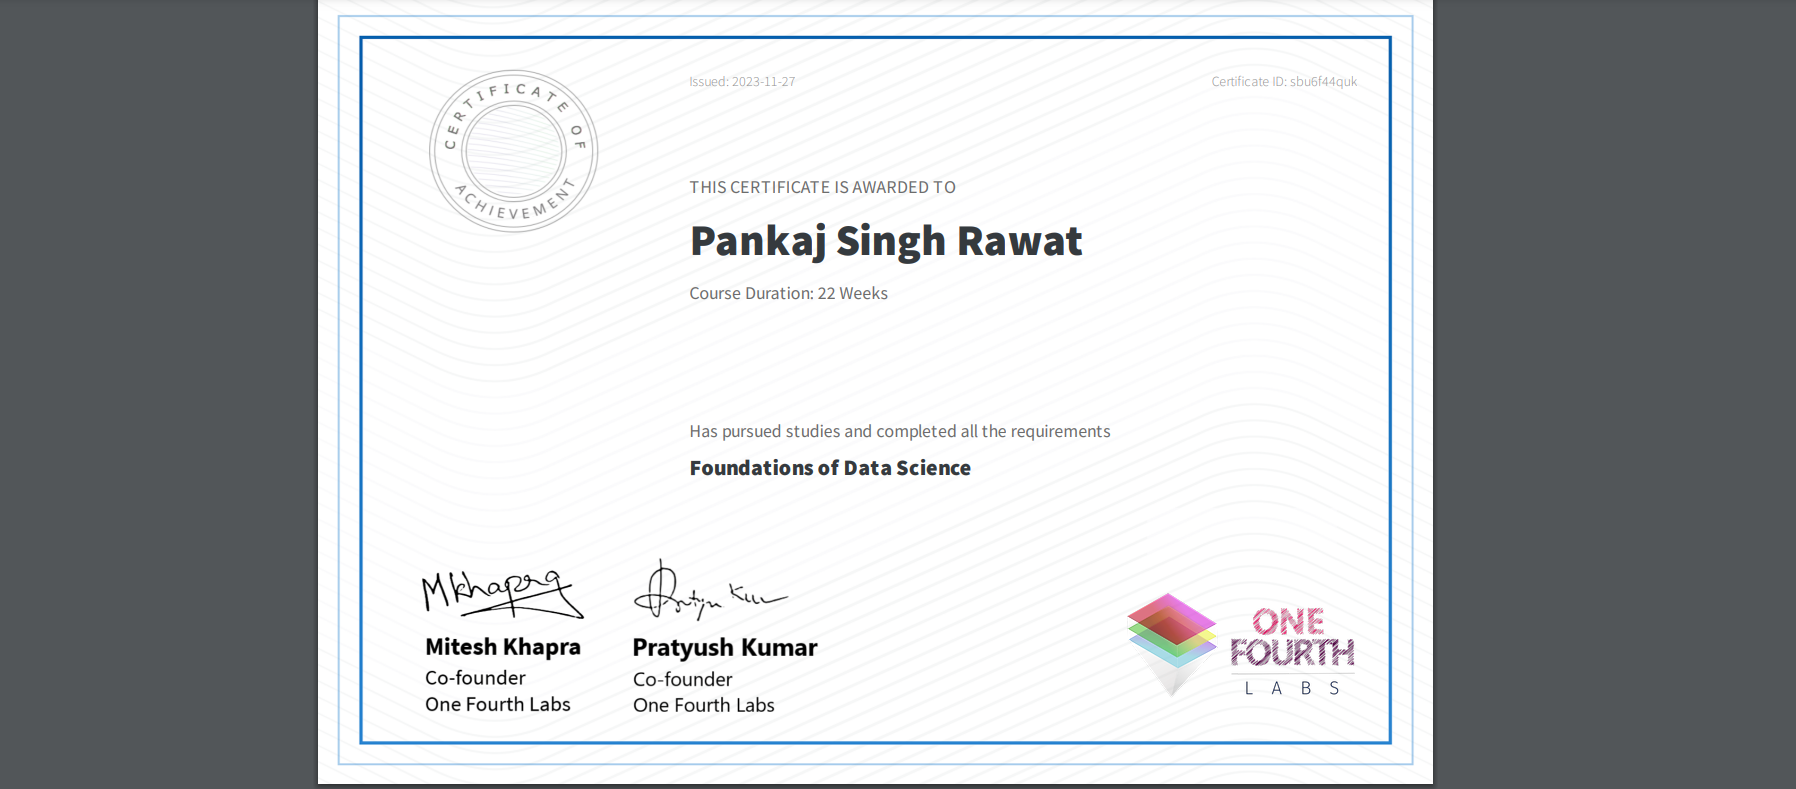 CERTIFICATE OF
ACHIEVEMENT
Issued: 2023-11-27
Certificate ID: sbu6f44quk
THIS CERTIFICATE IS AWARDED TO
Pankaj Singh Rawat
Course Duration: 22 Weeks
Has pursued studies and completed all the requirements
Foundations of Data Science
MKhapra
Pratyush Kumar
Mitesh Khapra
Co-founder
One Fourth Labs
Pratyush Kumar
Co-founder
One Fourth Labs
ONE
FOURTH
LABS